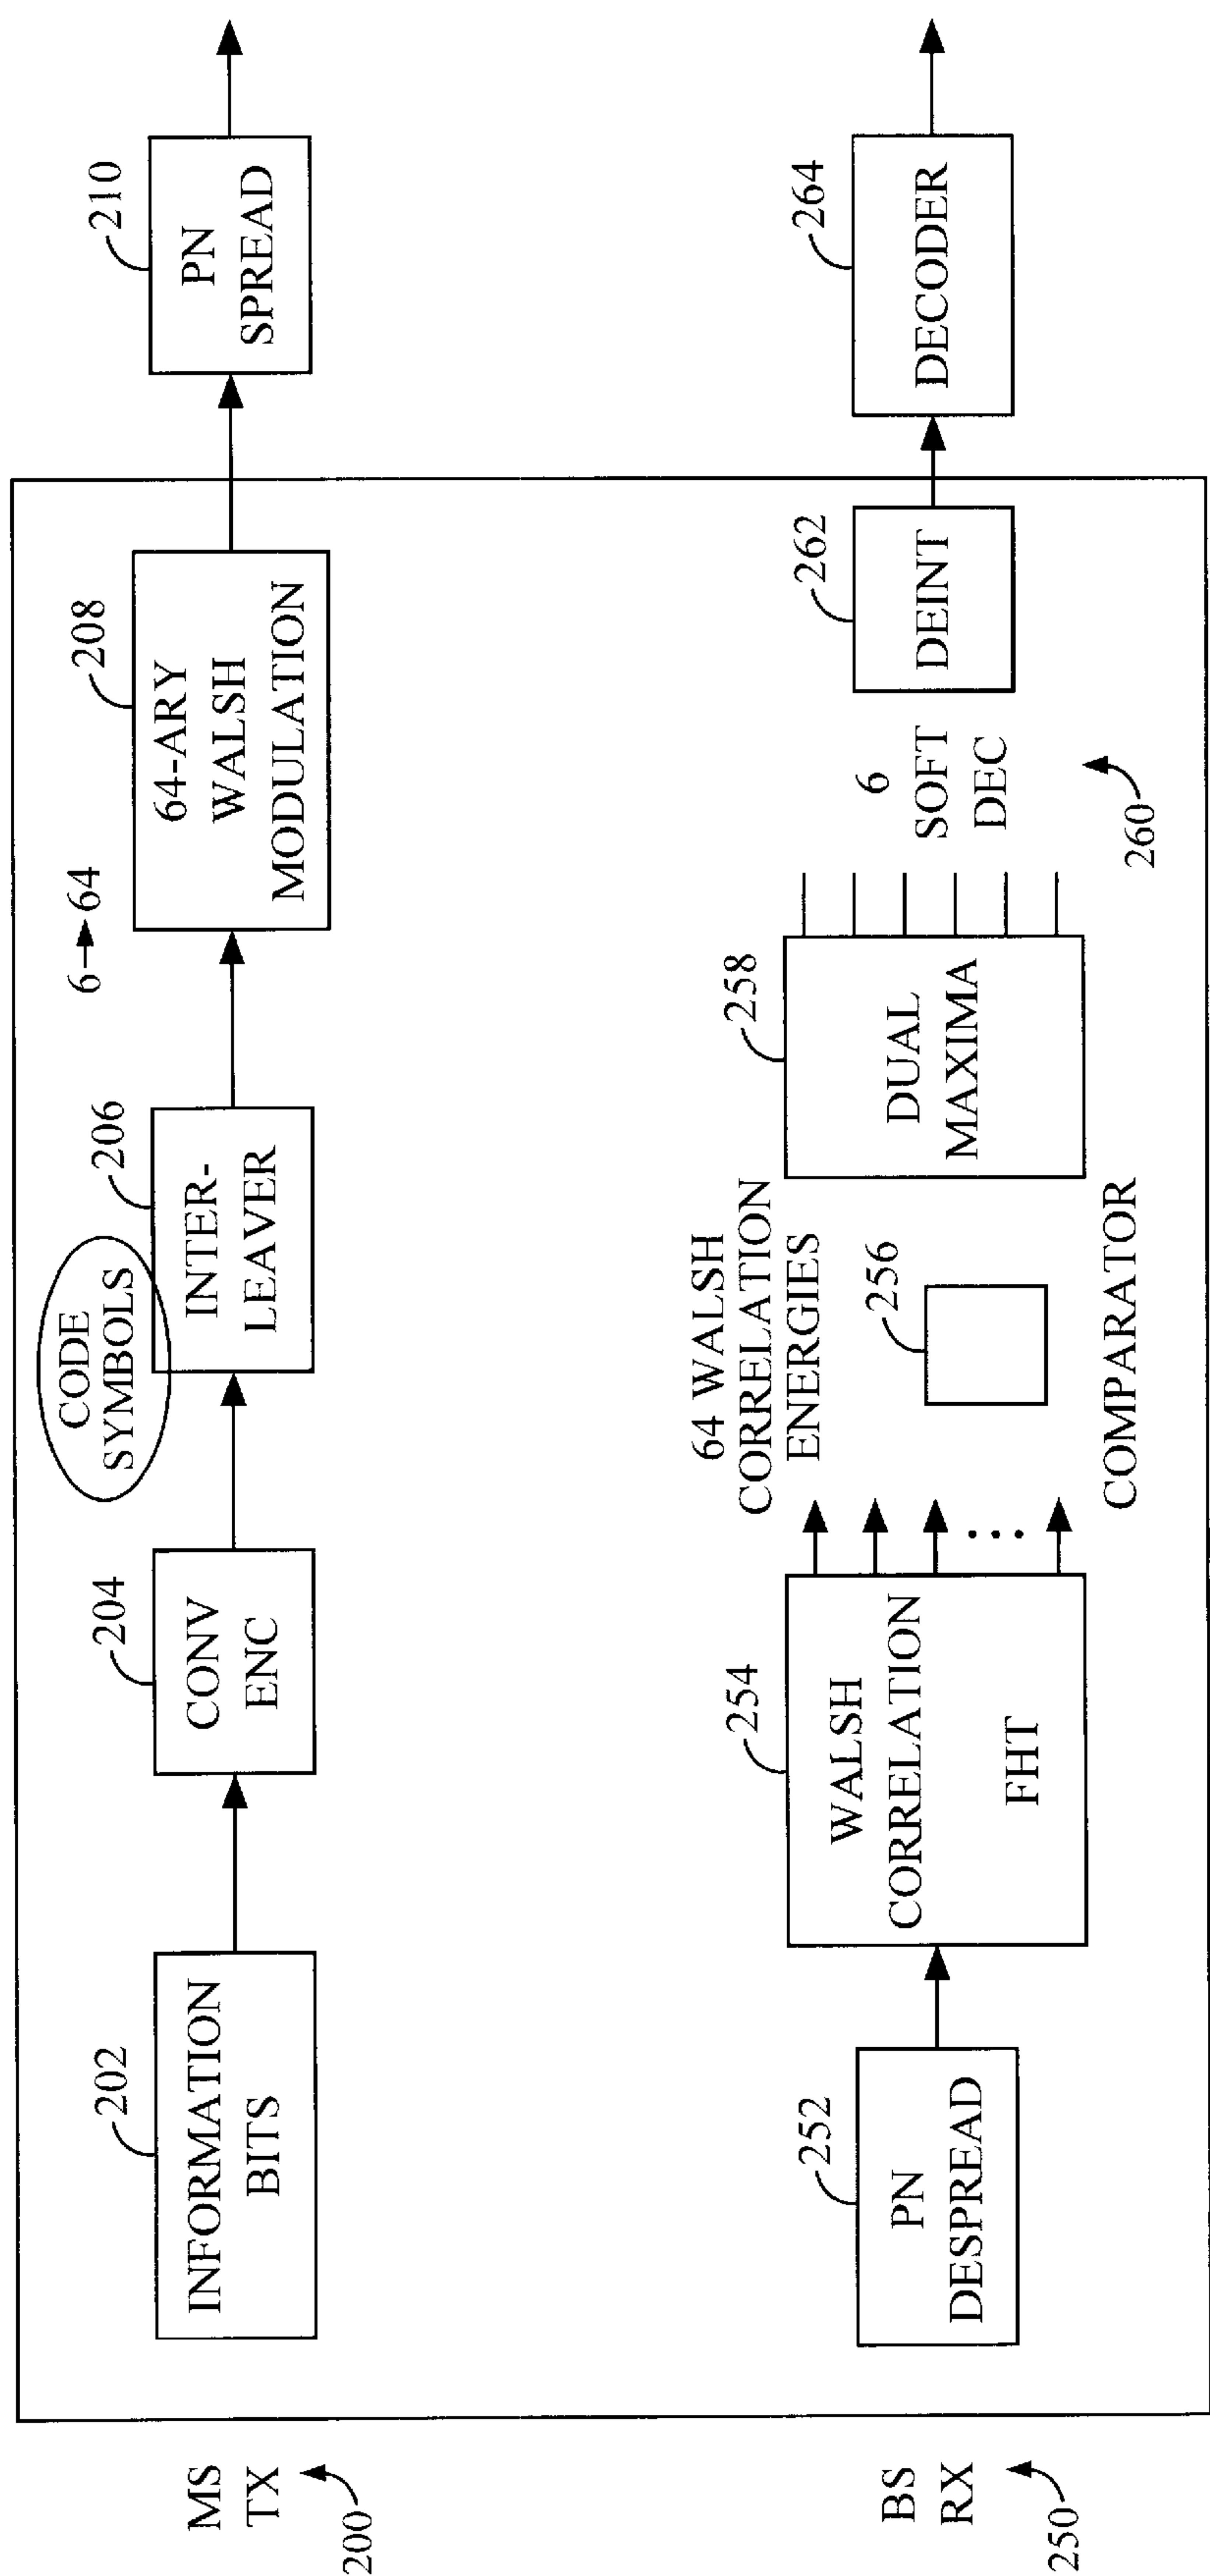 MS
TX
200
202
INFORMATION
BITS
204
CONV
ENC
CODE
SYMBOLS
206
INTER-
LEAVER
6→64
208
64-ARY
WALSH
MODULATION
210
PN
SPREAD
BS
RX
250
252
PN
DESPREAD
254
WALSH
CORRELATION
FHT
64 WALSH
CORRELATION
ENERGIES
256
COMPARATOR
258
DUAL
MAXIMA
6
SOFT
DEC
260
262
DEINT
264
DECODER